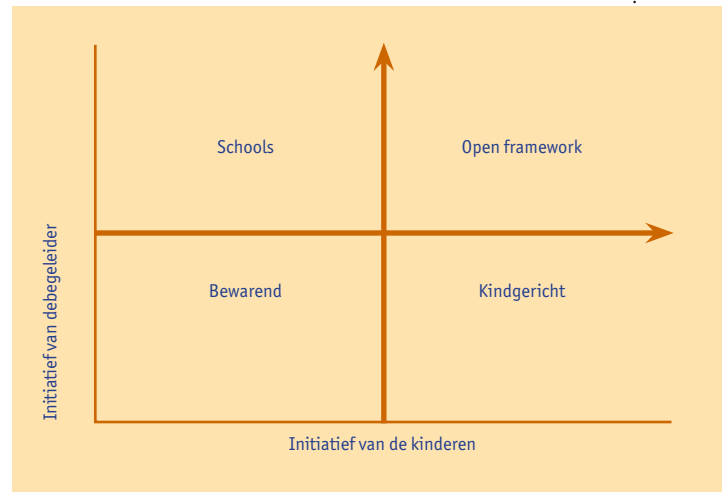 Schools
Open framework
Bewarend
Kindgericht
Initiatief van debegeleider
Initiatief van de kinderen